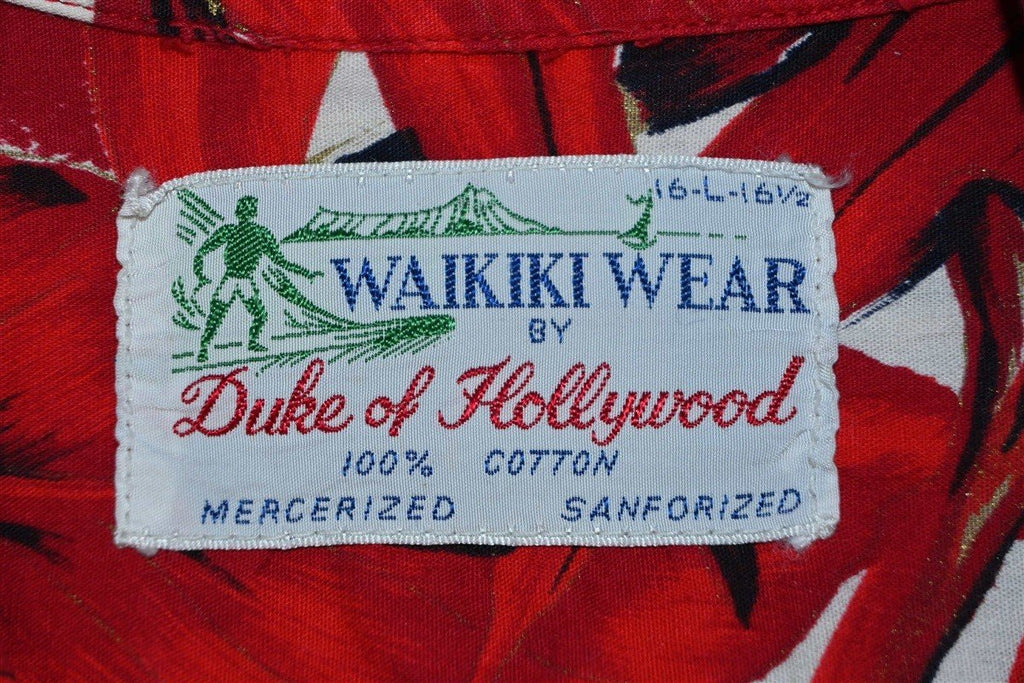 16-L-16½
WAIKIKI WEAR
BY
Duke of Hollywood
100% COTTON
MERCERIZED SANFORIZED